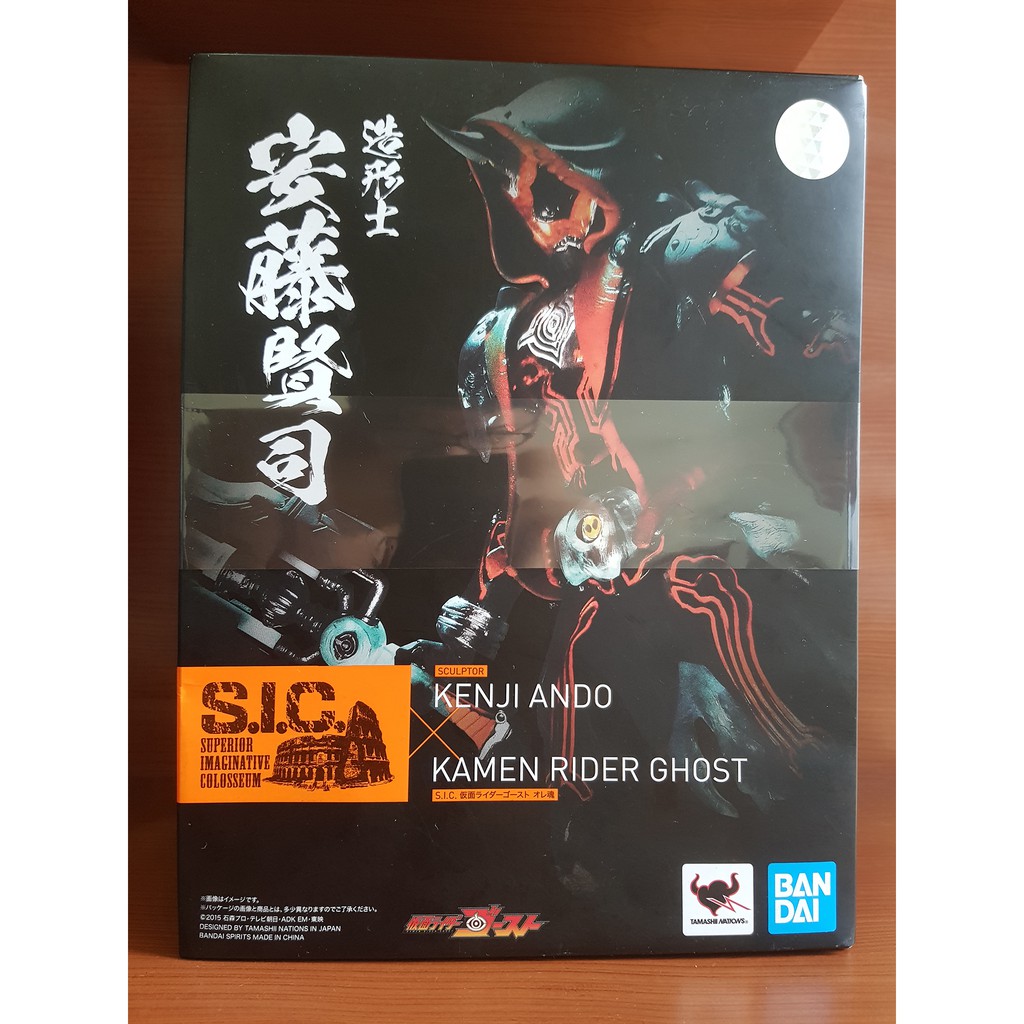 造形士
安藤賢司
S.I.C.
SUPERIOR
IMAGINATIVE
COLOSSEUM
SCULPTOR
KENJI ANDO
×
KAMEN RIDER GHOST
S.I.C. 仮面ライダーゴースト オレ魂
※画像はイメージです。
※パッケージの画像と商品とは、多少異なりますのでご了承ください。
©2015 石森プロ・テレビ朝日・ADK EM・東映
DESIGNED BY TAMASHII NATIONS IN JAPAN
BANDAI SPIRITS MADE IN CHINA
仮面ライダーゴースト
TAMASHII NATIONS®
BAN
DAI